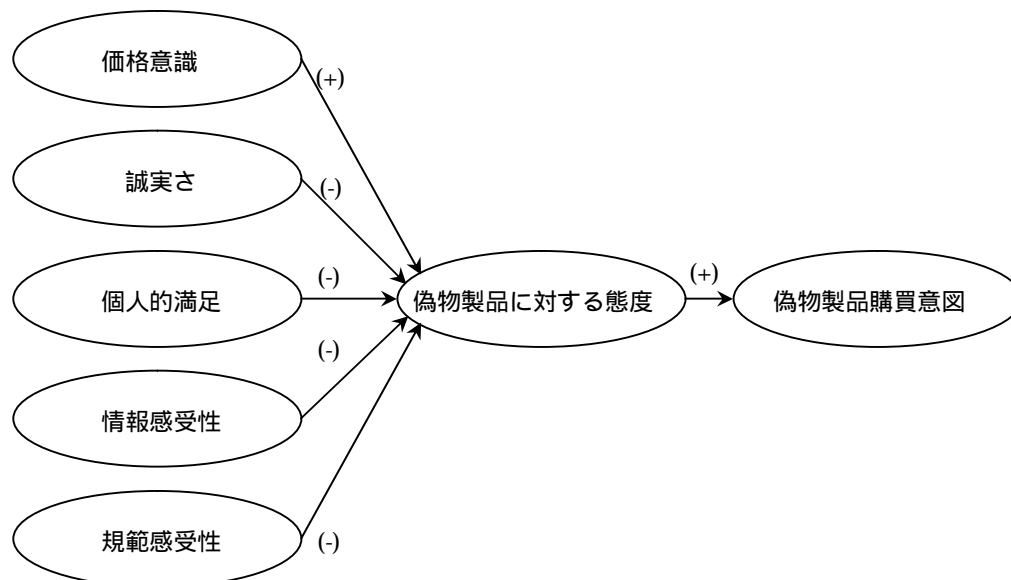 価格意識
(+)
誠実さ
(-)
個人的満足
(-)
偽物製品に対する態度
(+)
偽物製品購買意図
(-)
情報感受性
規範感受性
(-)